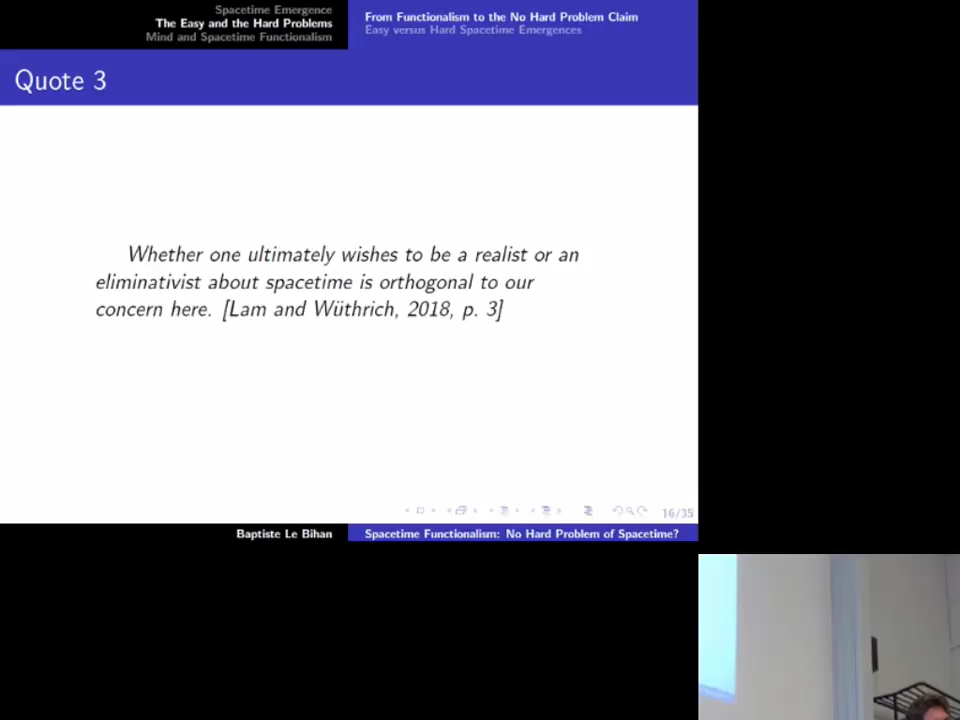 Spacetime Emergence
The Easy and the Hard Problems
Mind and Spacetime Functionalism
From Functionalism to the No Hard Problem Claim
Easy versus Hard Spacetime Emergences
Quote 3
Whether one ultimately wishes to be a realist or an
eliminativist about spacetime is orthogonal to our
concern here. [Lam and Wüthrich, 2018, p. 3]
16/35
Baptiste Le Bihan
Spacetime Functionalism: No Hard Problem of Spacetime?